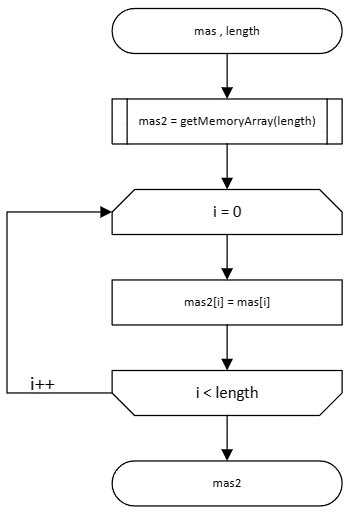 mas , length
mas2 = getMemoryArray(length)
i = 0
mas2[i] = mas[i]
i++
i < length
mas2